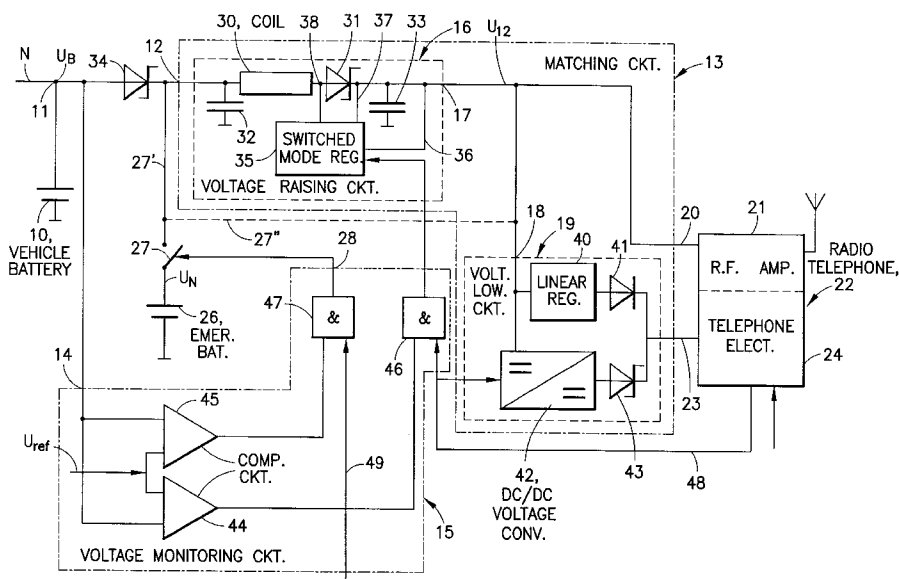 30, COIL
38
31
37
33
16
U12
N
UB
34
12
MATCHING CKT.
13
11
17
32
SWITCHED
MODE REG.
35
36
27'
VOLTAGE RAISING CKT.
10,
VEHICLE
BATTERY
27
27"
28
UN
18
19
40
41
20
21
VOLT.
LOW.
CKT.
LINEAR
REG.
R.F. AMP.
RADIO
TELEPHONE,
22
47
&
&
46
26,
EMER.
BAT.
TELEPHONE
ELECT.
24
23
14
45
Uref
COMP.
CKT.
49
42,
DC/DC
VOLTAGE
CONV.
43
48
44
15
VOLTAGE MONITORING CKT.